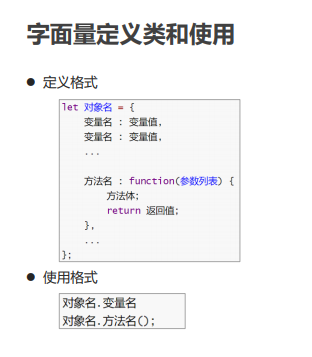 字面量定义类和使用
● 定义格式
let 对象名 = {
    变量名 : 变量值,
    变量名 : 变量值,
    ...

    方法名 : function(参数列表) {
        方法体;
        return 返回值;
    },
    ...
};
● 使用格式
对象名.变量名
对象名.方法名();